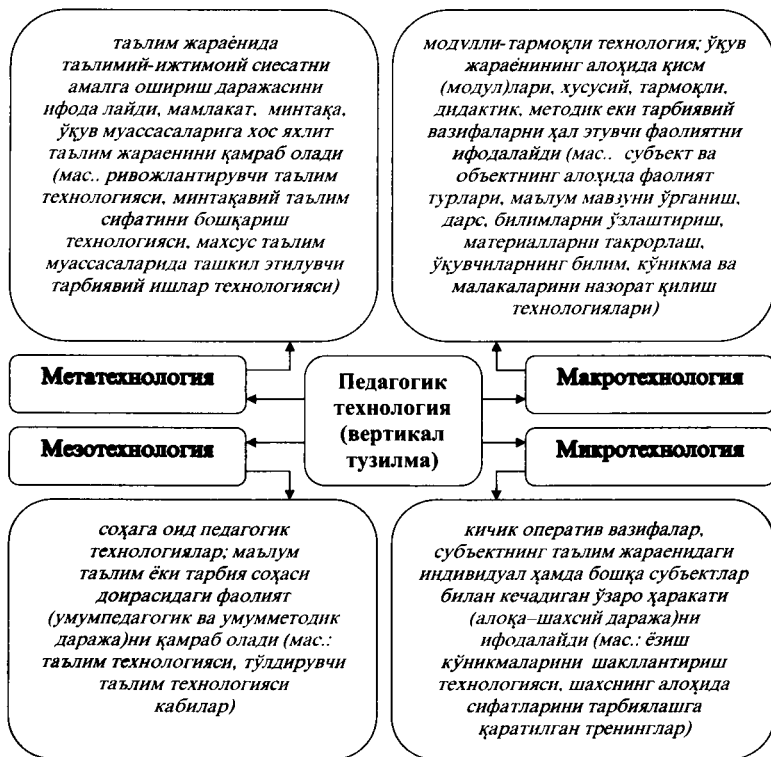 таълим жараёнида
таълимий-ижтимоий сиесатни
амалга ошириш даражасини
ифода лайди, мамлакат, минтақа,
ўқув муассасаларига хос яхлит
таълим жараенини қамраб олади
(мас.. ривожлантирувчи таълим
технологияси, минтақавий таълим
сифатини бошқариш
технологияси, махсус таълим
муассасаларида ташкил этилувчи
тарбиявий ишлар технологияси)
модулли-тармоқли технология; ўқув
жараёнининг алоҳида қисм
(модул)лари, хусусий, тармоқли,
дидактик, методик еки тарбиявий
вазифаларни ҳал этувчи фаолиятни
ифодалайди (мас.. субъект ва
объектнинг алоҳида фаолият
турлари, маълум мавзуни ўрганиш,
дарс, билимларни ўзлаштириш,
материалларни такрорлаш,
ўқувчиларнинг билим, кўникма ва
малакаларини назорат қилиш
технологиялари)
Метатехнология
Педагогик
технология
(вертикал
тузилма)
Макротехнология
Мезотехнология
Микротехнология
соҳага оид педагогик
технологиялар; маълум
таълим ёки тарбия соҳаси
доирасидаги фаолият
(умумпедагогик ва умумметодик
даража)ни қамраб олади (мас.:
таълим технологияси, тўлдирувчи
таълим технологияси
кабилар)
кичик оператив вазифалар,
субъектнинг таълим жараенидаги
индивидуал ҳамда бошқа субъектлар
билан кечадиган ўзаро ҳаракати
(алоқа–шахсий даража)ни
ифодалайди (мас.: ёзиш
кўникмаларини шакллантириш
технологияси, шахснинг алоҳида
сифатларини тарбиялашга
қаратилган тренинглар)